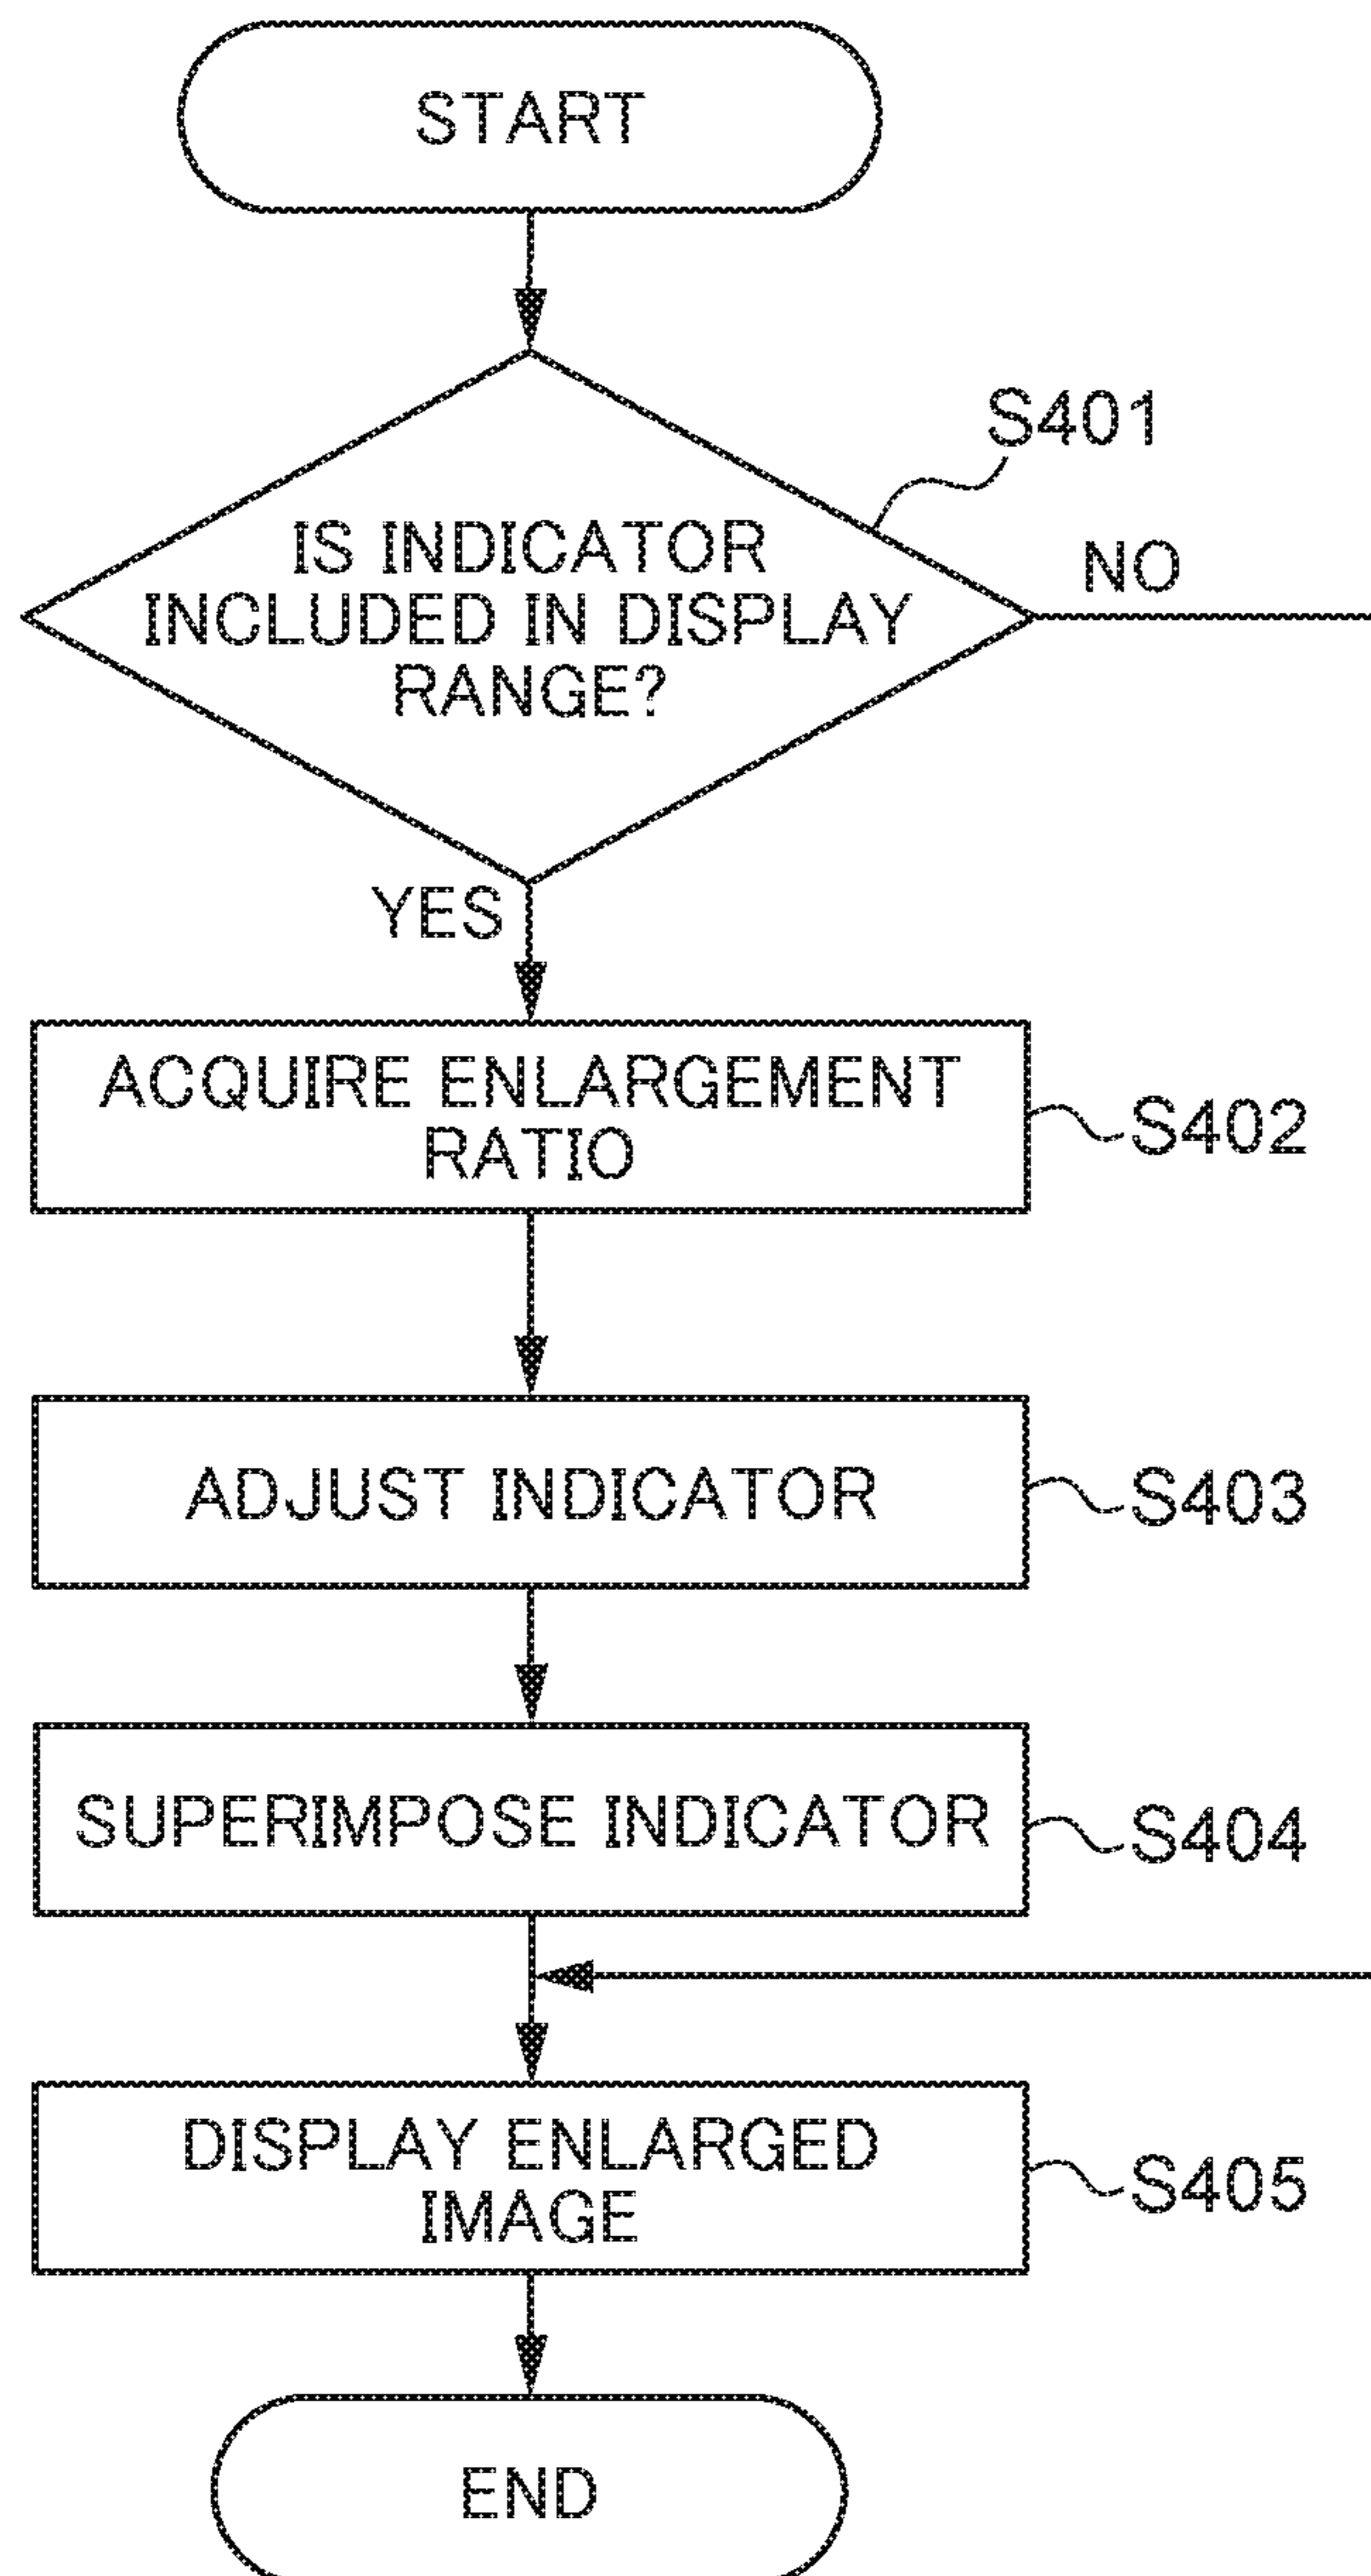 START
S401
IS INDICATOR
INCLUDED IN DISPLAY
RANGE?
NO
YES
ACQUIRE ENLARGEMENT
RATIO
S402
ADJUST INDICATOR
S403
SUPERIMPOSE INDICATOR
S404
DISPLAY ENLARGED
IMAGE
S405
END